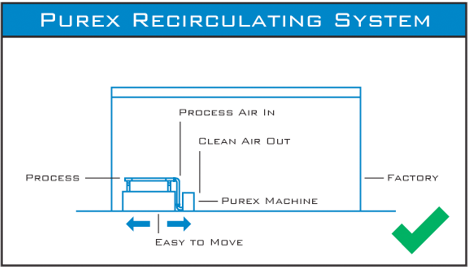 Purex Recirculating System
Process Air In
Clean Air Out
Process
Factory
Purex Machine
Easy to Move